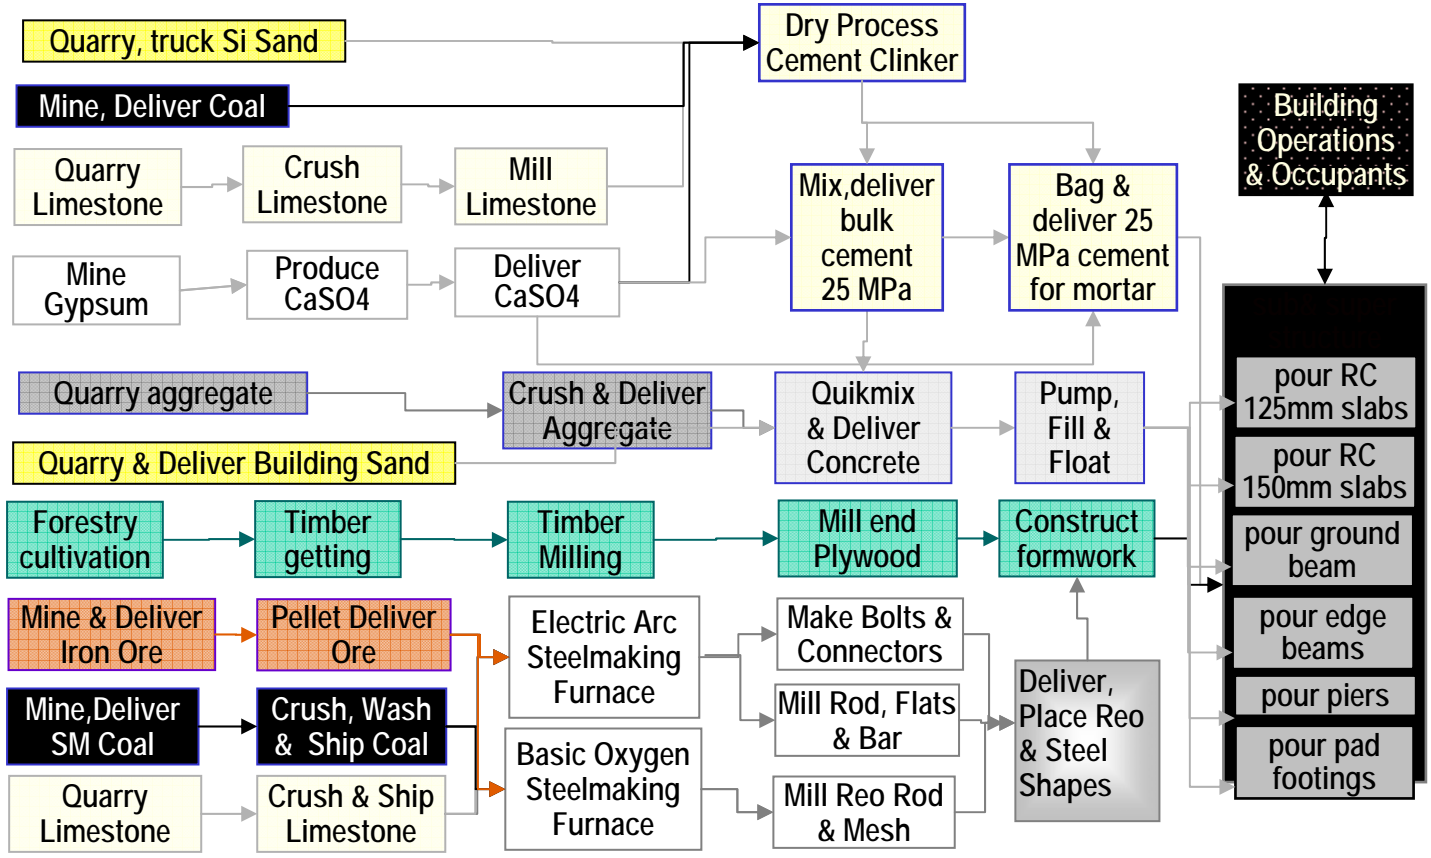 Quarry, truck Si Sand
Dry Process
Cement Clinker
Mine, Deliver Coal
Building
Operations
& Occupants
Quarry
Limestone
Crush
Limestone
Mill
Limestone
Mix,deliver
bulk
cement
25 MPa
Bag &
deliver 25
MPa cement
for mortar
Mine
Gypsum
Produce
CaSO4
Deliver
CaSO4
Quarry aggregate
Crush & Deliver
Aggregate
Quikmix
& Deliver
Concrete
Pump,
Fill &
Float
pour RC
125mm slabs
Quarry & Deliver Building Sand
pour RC
150mm slabs
Forestry
cultivation
Timber
getting
Timber
Milling
Mill end
Plywood
Construct
formwork
pour ground
beam
Mine & Deliver
Iron Ore
Pellet Deliver
Ore
Electric Arc
Steelmaking
Furnace
Make Bolts &
Connectors
pour edge
beams
Mine,Deliver
SM Coal
Crush, Wash
& Ship Coal
Mill Rod, Flats
& Bar
Deliver,
Place Reo
& Steel
Shapes
pour piers
Quarry
Limestone
Crush & Ship
Limestone
Basic Oxygen
Steelmaking
Furnace
Mill Reo Rod
& Mesh
pour pad
footings